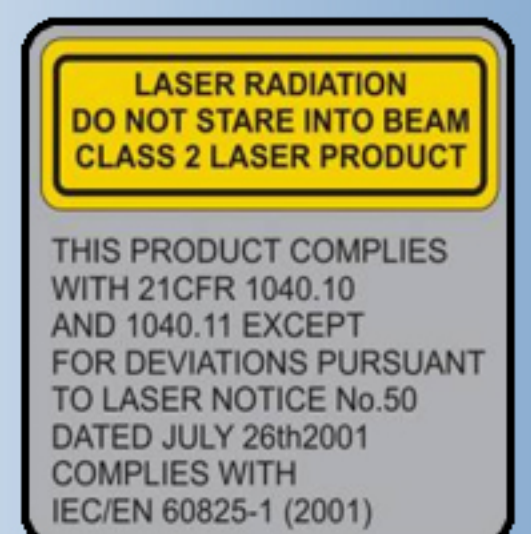 LASER RADIATION
DO NOT STARE INTO BEAM
CLASS 2 LASER PRODUCT
THIS PRODUCT COMPLIES
WITH 21CFR 1040.10
AND 1040.11 EXCEPT
FOR DEVIATIONS PURSUANT
TO LASER NOTICE No.50
DATED JULY 26th2001
COMPLIES WITH
IEC/EN 60825-1 (2001)